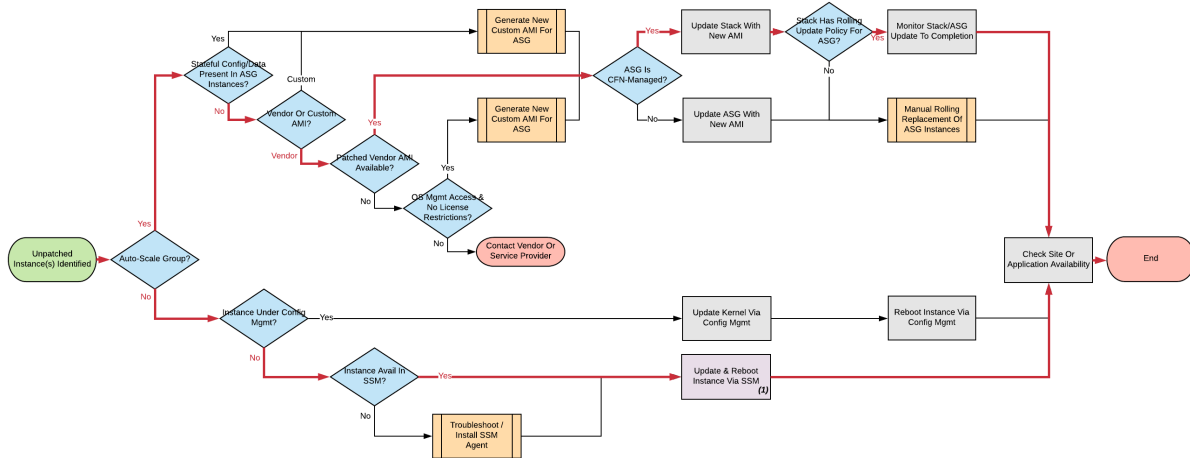 Unpatched
Instance(s) Identified
Auto-Scale Group?
Yes
No
Stateful Config/Data
Present In ASG
Instances?
Yes
No
Custom
Vendor Or Custom
AMI?
Vendor
Patched Vendor AMI
Available?
Yes
No
OS Mgmt Access &
No License
Restrictions?
Yes
No
Contact Vendor Or
Service Provider
Generate New
Custom AMI For
ASG
Generate New
Custom AMI For
ASG
ASG Is
CFN-Managed?
Yes
No
Update Stack With
New AMI
Update ASG With
New AMI
Stack Has Rolling
Update Policy For
ASG?
Yes
No
Monitor Stack/ASG
Update To Completion
Manual Rolling
Replacement Of
ASG Instances
Instance Under Config
Mgmt?
Yes
No
Update Kernel Via
Config Mgmt
Reboot Instance Via
Config Mgmt
Instance Avail In
SSM?
Yes
No
Troubleshoot /
Install SSM
Agent
Update & Reboot
Instance Via SSM
(1)
Check Site Or
Application Availability
End